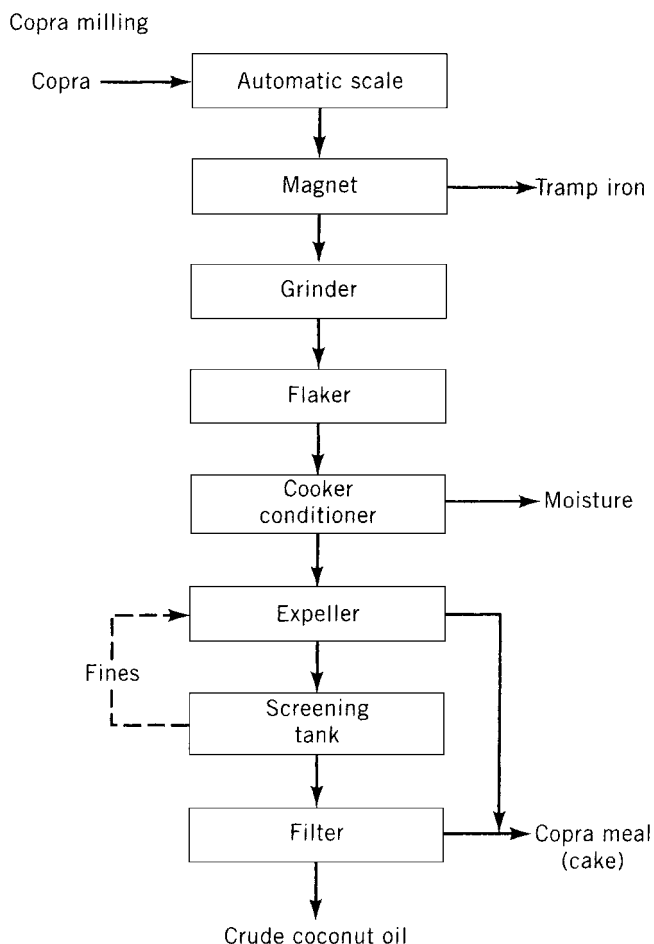 Copra milling
Copra
Automatic scale
Magnet
Tramp iron
Grinder
Flaker
Cooker
conditioner
Moisture
Expeller
Fines
Screening
tank
Filter
Copra meal
(cake)
Crude coconut oil